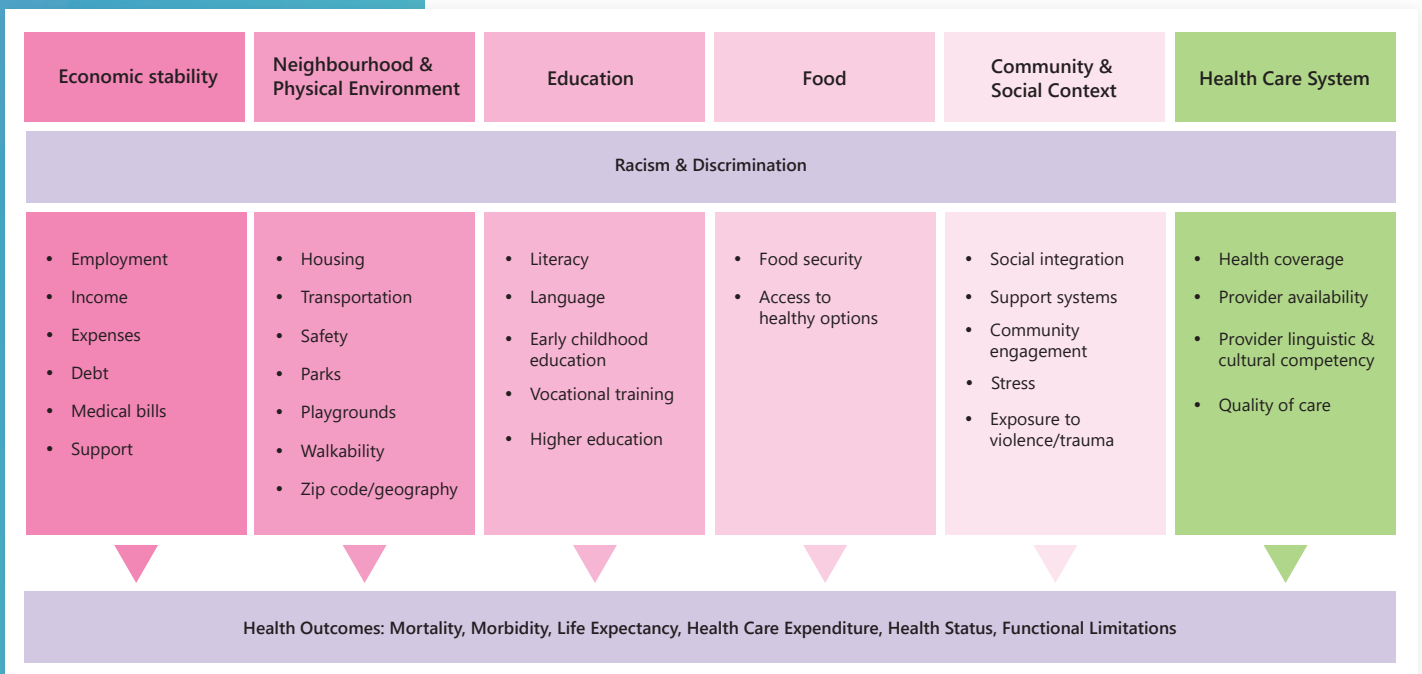 Economic stability
Neighbourhood &
Physical Environment
Education
Food
Community &
Social Context
Health Care System
Racism & Discrimination
• Employment
• Income
• Expenses
• Debt
• Medical bills
• Support
• Housing
• Transportation
• Safety
• Parks
• Playgrounds
• Walkability
• Zip code/geography
• Literacy
• Language
• Early childhood
education
• Vocational training
• Higher education
• Food security
• Access to
healthy options
• Social integration
• Support systems
• Community
engagement
• Stress
• Exposure to
violence/trauma
• Health coverage
• Provider availability
• Provider linguistic &
cultural competency
• Quality of care
Health Outcomes: Mortality, Morbidity, Life Expectancy, Health Care Expenditure, Health Status, Functional Limitations